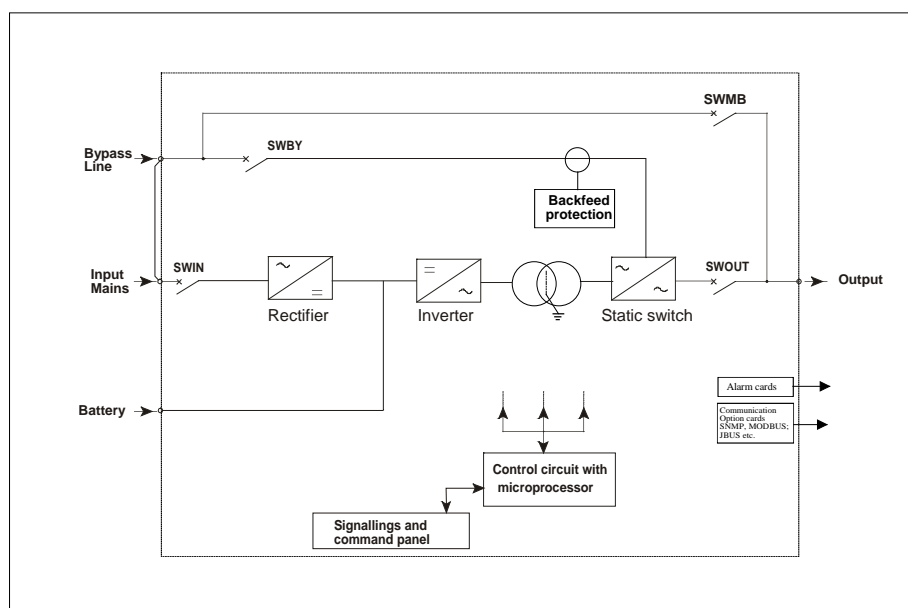 SWMB
Bypass
Line
SWBY
Backfeed
protection
Input
Mains
SWIN
SWOUT
Output
Rectifier
Inverter
Static switch
Battery
Alarm cards
Communication
Option cards
SNMP, MODBUS;
JBUS etc.
Control circuit with
microprocessor
Signallings and
command panel